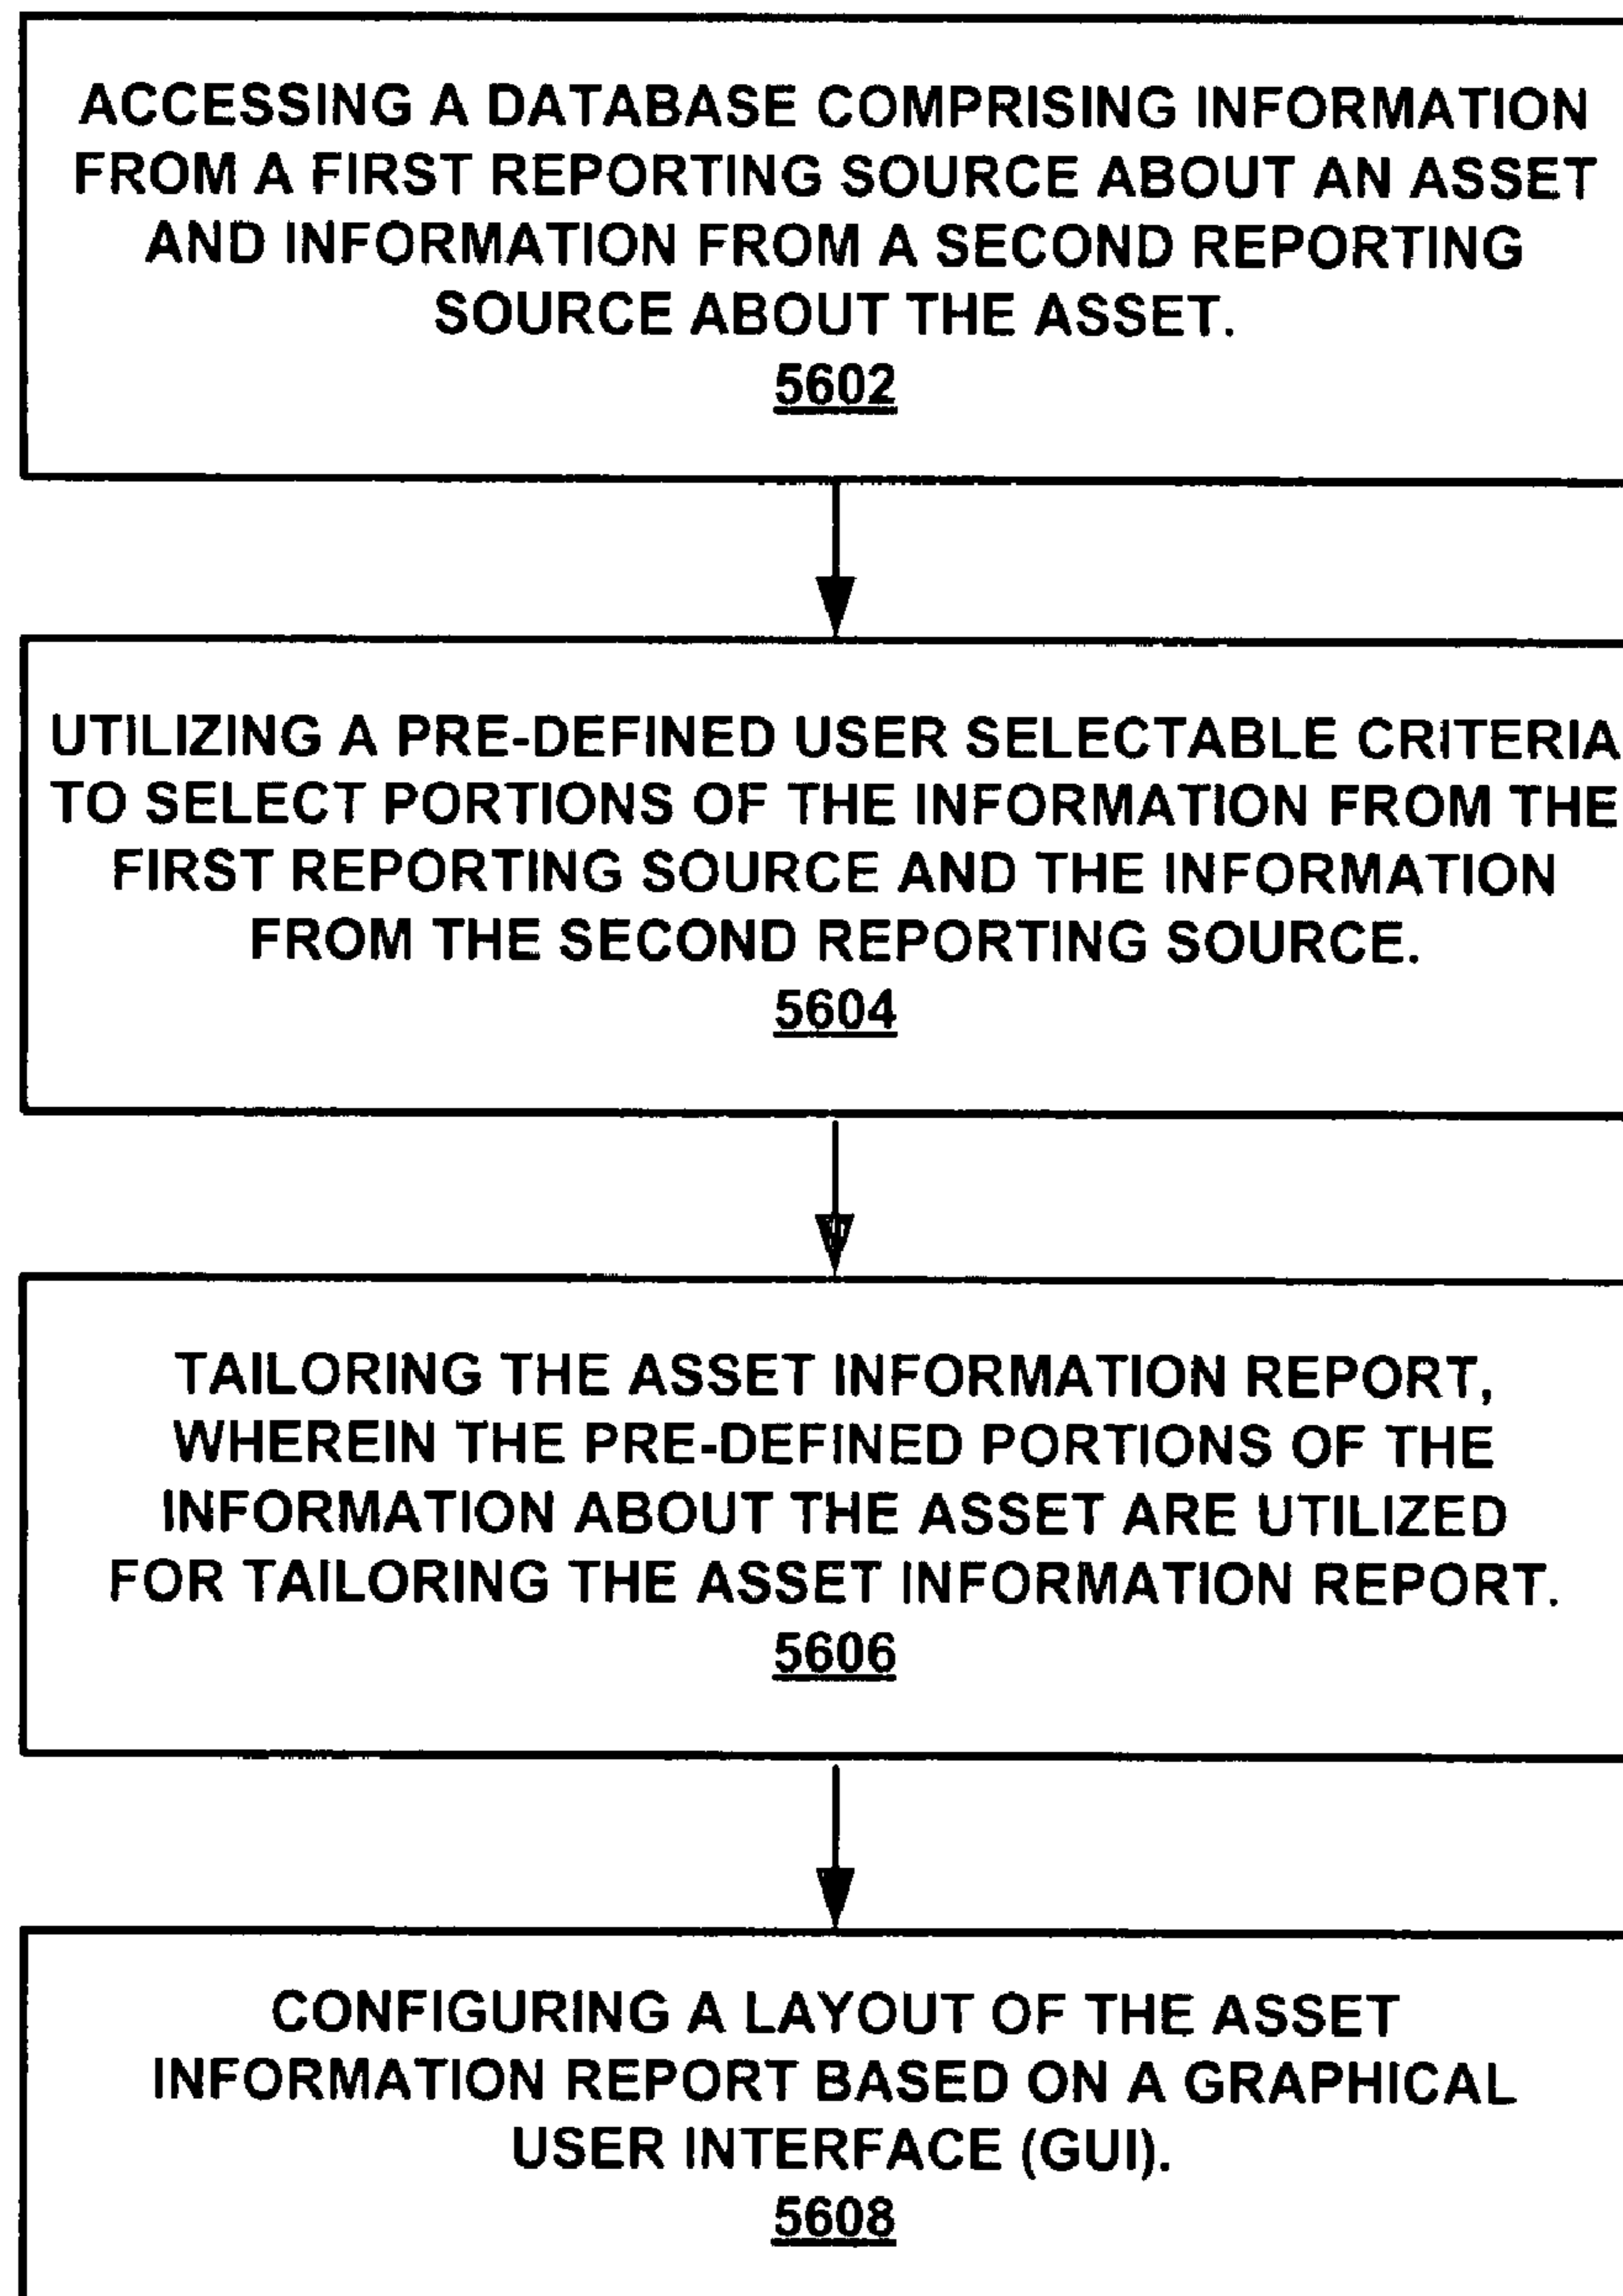 ACCESSING A DATABASE COMPRISING INFORMATION
FROM A FIRST REPORTING SOURCE ABOUT AN ASSET
AND INFORMATION FROM A SECOND REPORTING
SOURCE ABOUT THE ASSET.
5602
UTILIZING A PRE-DEFINED USER SELECTABLE CRITERIA
TO SELECT PORTIONS OF THE INFORMATION FROM THE
FIRST REPORTING SOURCE AND THE INFORMATION
FROM THE SECOND REPORTING SOURCE.
5604
TAILORING THE ASSET INFORMATION REPORT,
WHEREIN THE PRE-DEFINED PORTIONS OF THE
INFORMATION ABOUT THE ASSET ARE UTILIZED
FOR TAILORING THE ASSET INFORMATION REPORT.
5606
CONFIGURING A LAYOUT OF THE ASSET
INFORMATION REPORT BASED ON A GRAPHICAL
USER INTERFACE (GUI).
5608